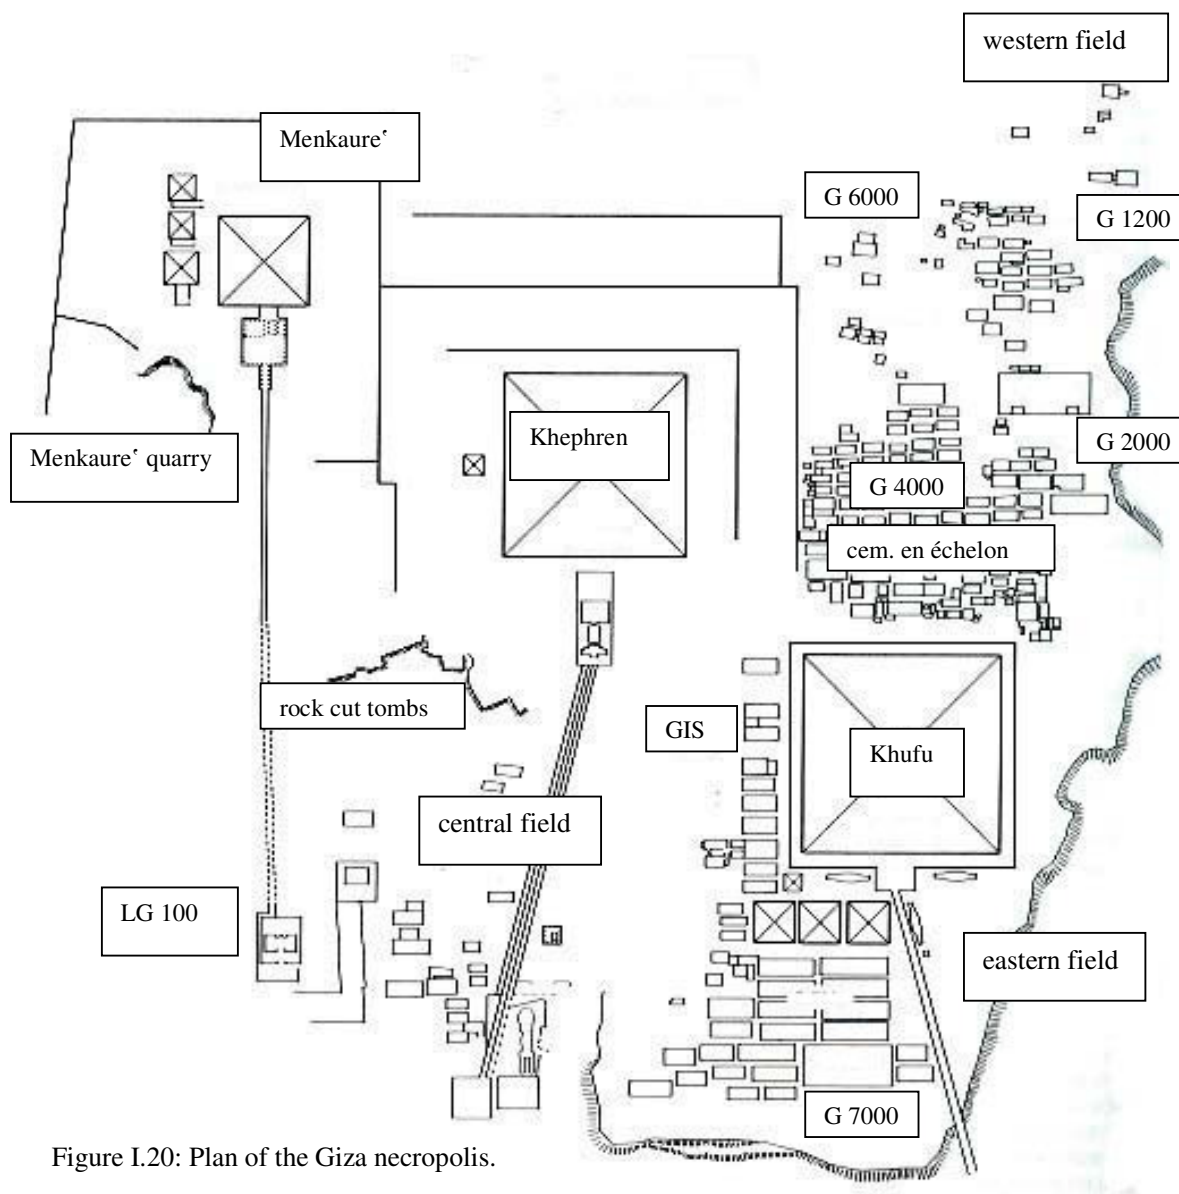 western field
Menkaureʿ
G 6000
G 1200
Khephren
Menkaureʿ quarry
G 2000
G 4000
cem. en échelon
rock cut tombs
GIS
Khufu
central field
LG 100
eastern field
G 7000
Figure I.20: Plan of the Giza necropolis.